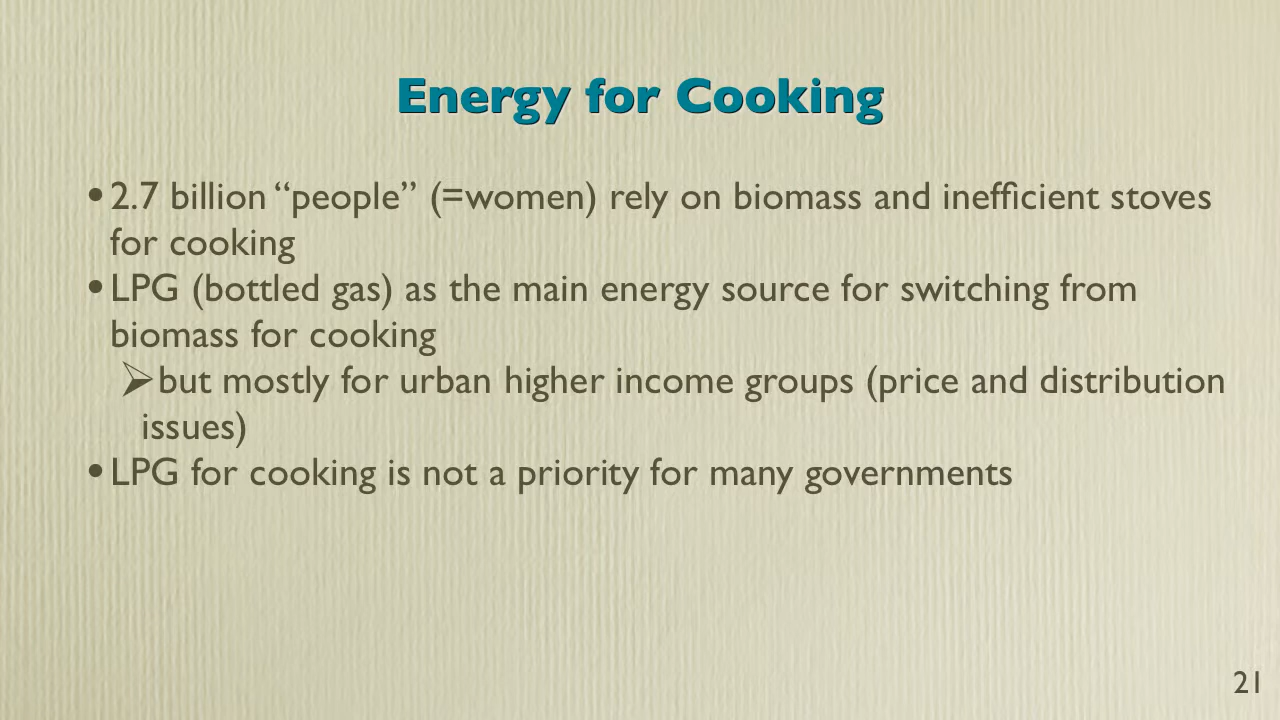 Energy for Cooking
•2.7 billion “people” (=women) rely on biomass and inefficient stoves
for cooking
•LPG (bottled gas) as the main energy source for switching from
biomass for cooking
➢but mostly for urban higher income groups (price and distribution
issues)
•LPG for cooking is not a priority for many governments
21